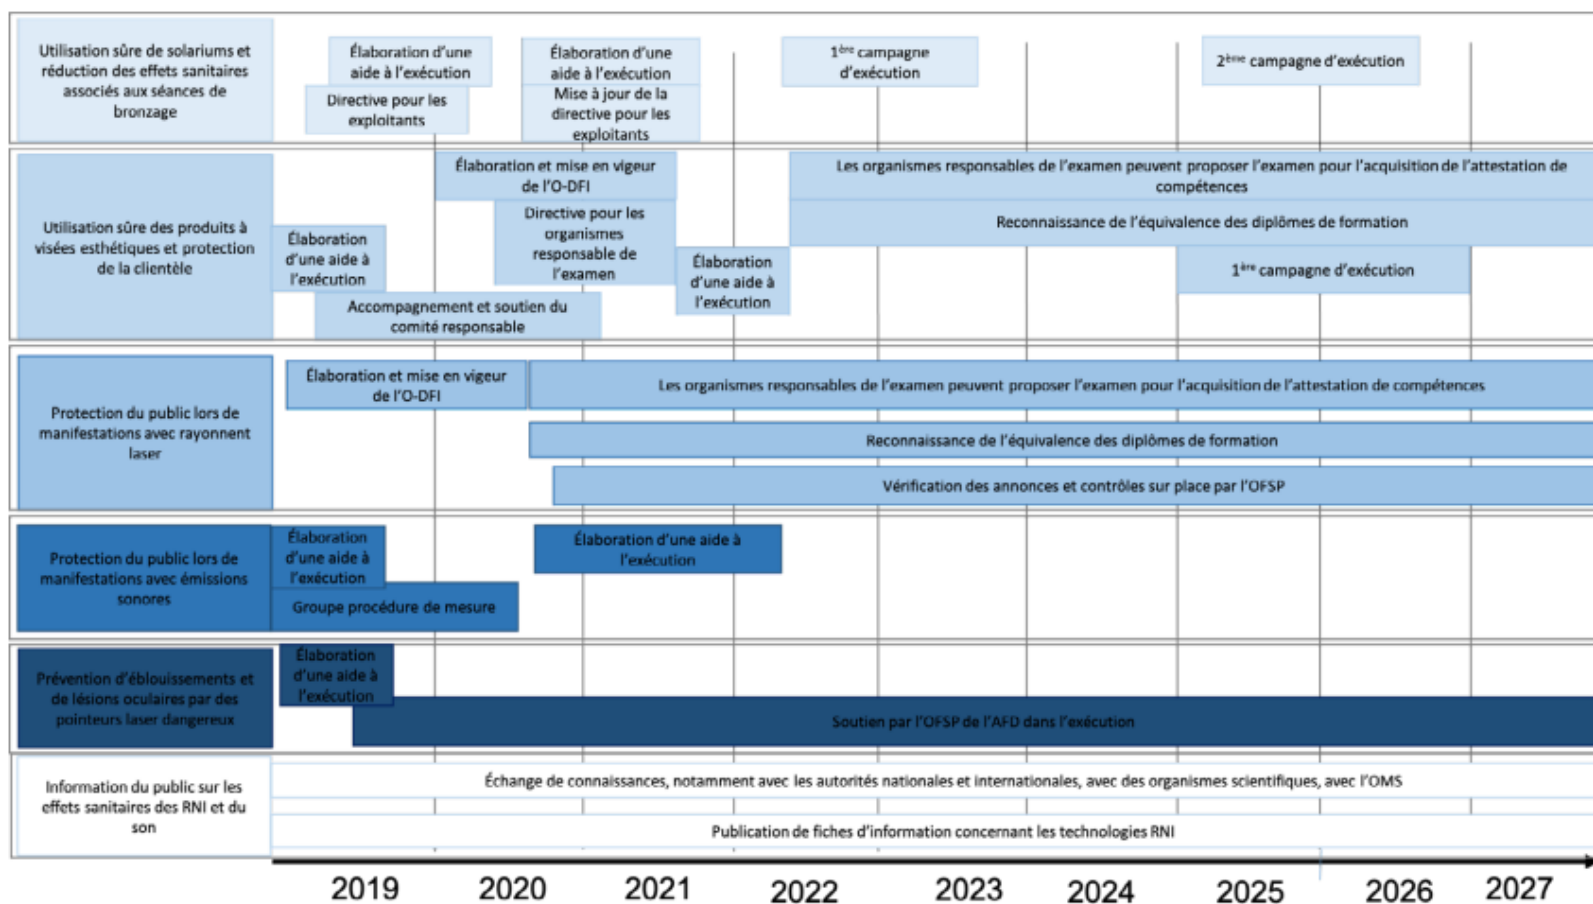 Utilisation sûre de solariums et
réduction des effets sanitaires
associés aux séances de
bronzage
Élaboration d’une
aide à l’exécution
Directive pour les
exploitants
Élaboration d’une
aide à l’exécution
Mise à jour de la
directive pour les
exploitants
1ère campagne
d’exécution
2ème campagne d’exécution
Utilisation sûre des produits à
visées esthétiques et protection
de la clientèle
Élaboration
d’une aide à
l’exécution
Accompagnement et soutien du
comité responsable
Élaboration et mise en vigueur
de l’O-DFI
Directive pour les
organismes
responsable de
l’examen
Élaboration
d’une aide à
l’exécution
Les organismes responsables de l’examen peuvent proposer l’examen pour l’acquisition de l’attestation de
compétences
Reconnaissance de l’équivalence des diplômes de formation
1ère campagne d’exécution
Protection du public lors de
manifestations avec rayonnent
laser
Élaboration et mise en vigueur
de l’O-DFI
Les organismes responsables de l’examen peuvent proposer l’examen pour l’acquisition de l’attestation de compétences
Reconnaissance de l’équivalence des diplômes de formation
Vérification des annonces et contrôles sur place par l’OFSP
Protection du public lors de
manifestations avec émissions
sonores
Élaboration
d’une aide à
l’exécution
Groupe procédure de mesure
Élaboration d’une aide à
l’exécution
Prévention d’éblouissements et
de lésions oculaires par des
pointeurs laser dangereux
Élaboration
d’une aide à
l’exécution
Soutien par l’OFSP de l’AFD dans l’exécution
Information du public sur les
effets sanitaires des RNI et du
son
Échange de connaissances, notamment avec les autorités nationales et internationales, avec des organismes scientifiques, avec l’OMS
Publication de fiches d’information concernant les technologies RNI
2019 2020 2021 2022 2023 2024 2025 2026 2027